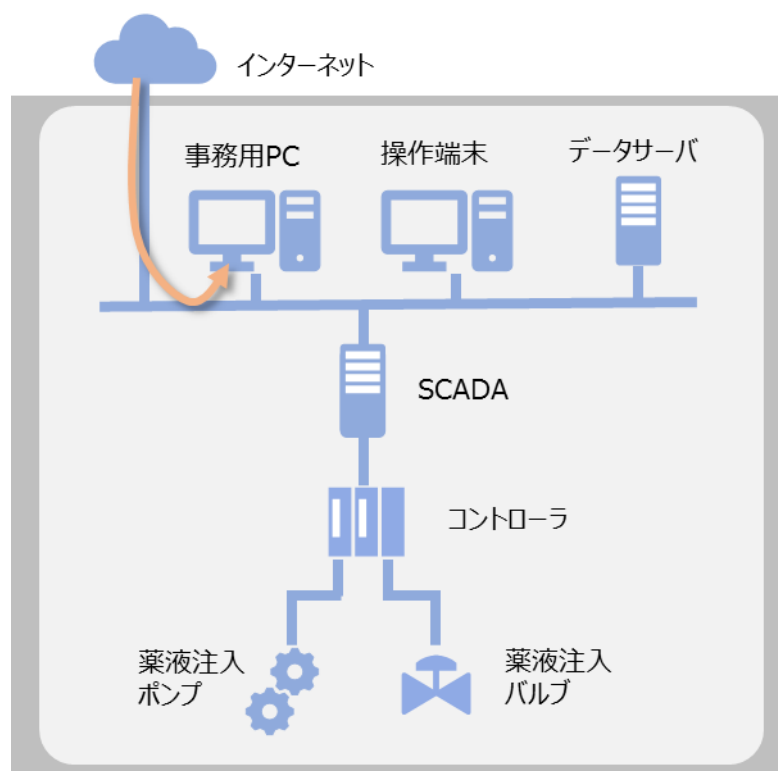 インターネット
事務用PC
操作端末
データサーバ
SCADA
コントローラ
薬液注入
ポンプ
薬液注入
バルブ